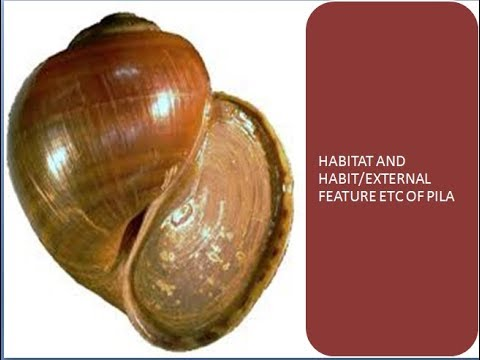 HABITAT AND
HABIT/EXTERNAL
FEATURE ETC OF PILA